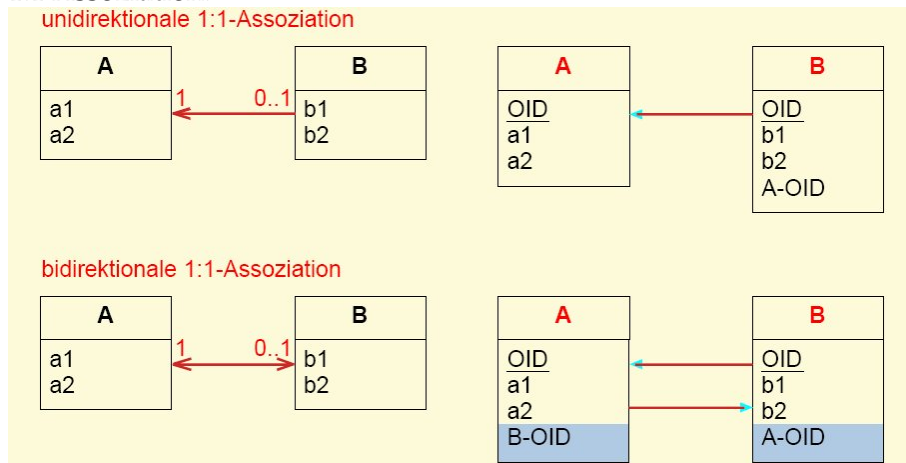 unidirektionale 1:1-Assoziation
A
B
A
B
a1
a2
1
0..1
b1
b2
OID
a1
a2
OID
b1
b2
A-OID
bidirektionale 1:1-Assoziation
A
B
A
B
a1
a2
1
0..1
b1
b2
OID
a1
a2
B-OID
OID
b1
b2
A-OID